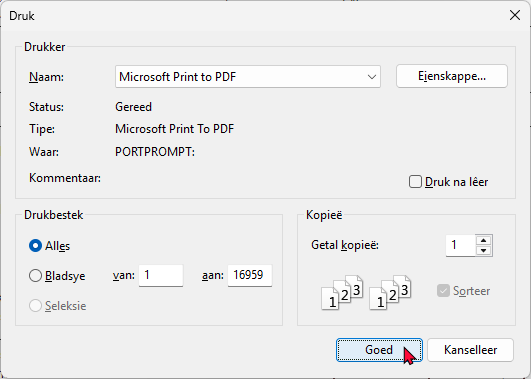 Druk
Drukker
Naam: Microsoft Print to PDF Eienskappe...
Status: Gereed
Tipe: Microsoft Print To PDF
Waar: PORTPROMPT:
Kommentaar: Druk na lêer
Drukbestek
Alles
Bladsye van: 1 aan: 16959
Seleksie
Kopieë
Getal kopieë: 1
1 2 3 1 2 3 Sorteer
Goed Kanselleer